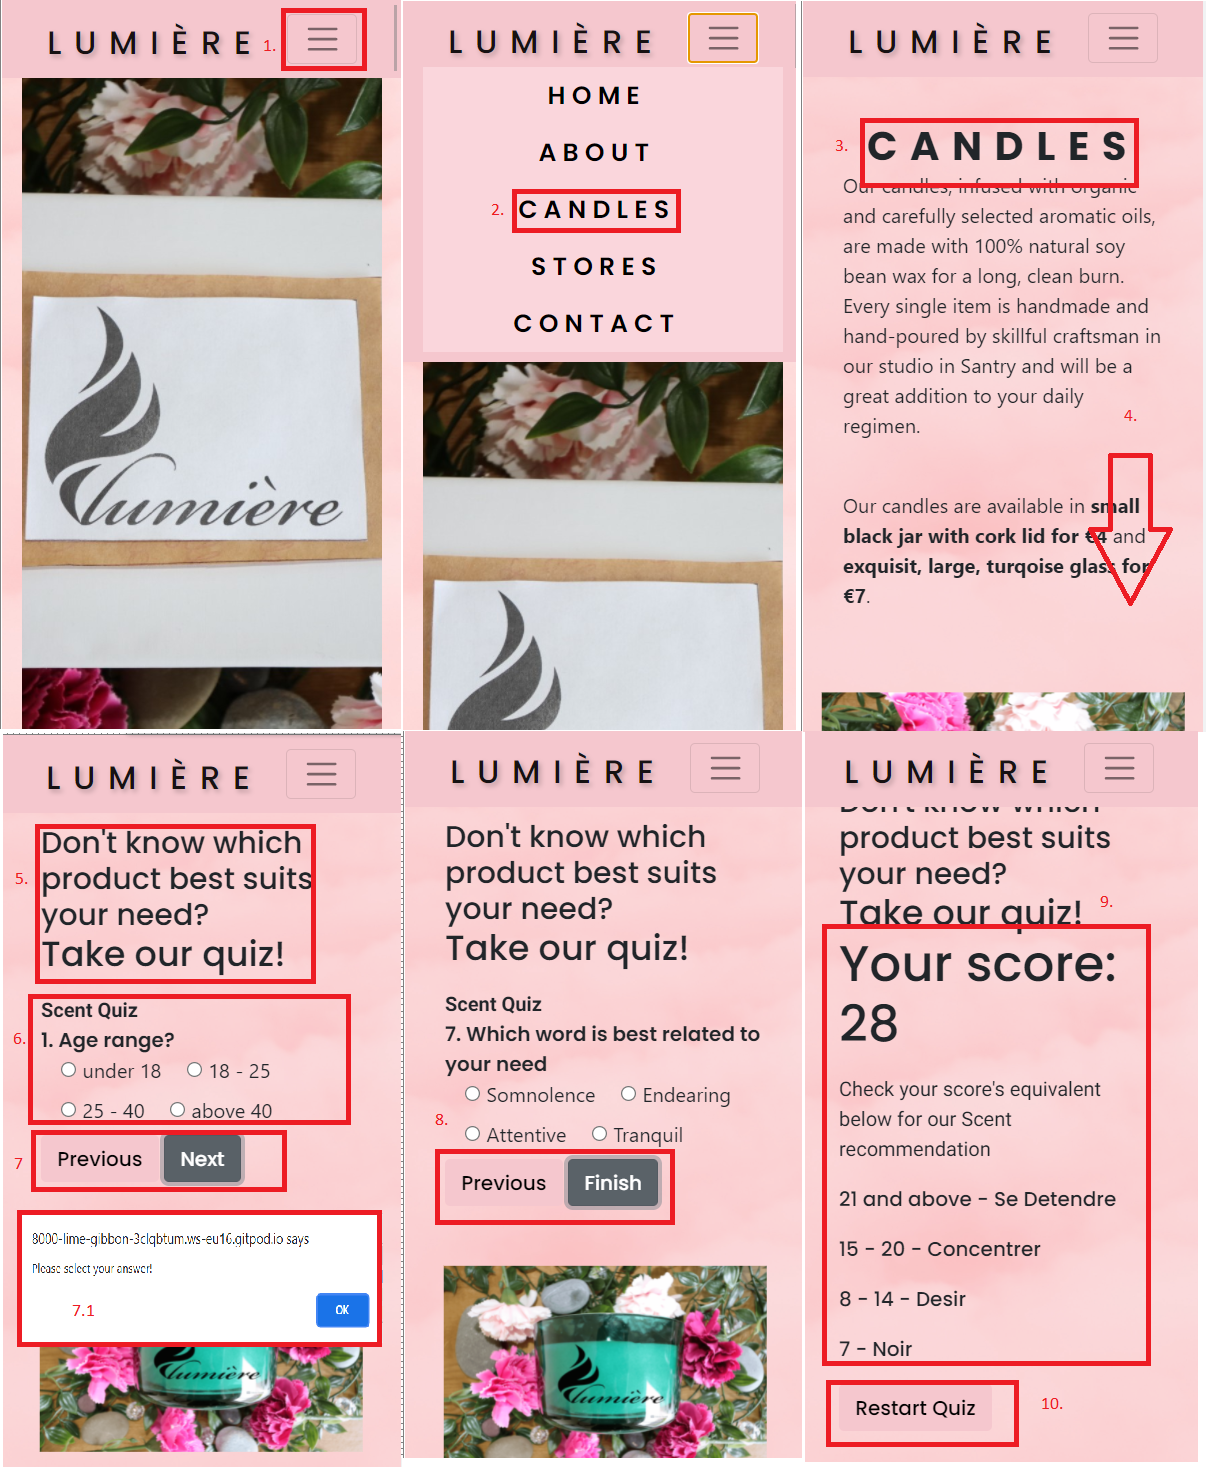 LUMIÈRE
1.
lumière
LUMIÈRE
HOME
ABOUT
2.
CANDLES
STORES
CONTACT
LUMIÈRE
3.
CANDLES
Our candles, infused with organic
and carefully selected aromatic oils,
are made with 100% natural soy
bean wax for a long, clean burn.
Every single item is handmade and
hand-poured by skillful craftsman in
our studio in Santry and will be a
great addition to your daily
regimen.
4.
Our candles are available in small
black jar with cork lid for €4 and
exquisit, large, turqoise glass for
€7.
LUMIÈRE
5.
Don't know which
product best suits
your need?
Take our quiz!
6.
Scent Quiz
1. Age range?
under 18 18 - 25
25 - 40 above 40
7
Previous Next
8000-lime-gibbon-3clqbtum.ws-eu16.gitpod.io says
Please select your answer!
7.1
OK
lumière
LUMIÈRE
Don't know which
product best suits
your need?
Take our quiz!
Scent Quiz
7. Which word is best related to
your need
Somnolence Endearing
8.
Attentive Tranquil
Previous Finish
lumière
LUMIÈRE
Don't know which
product best suits
your need?
Take our quiz!
9.
Your score:
28
Check your score's equivalent
below for our Scent
recommendation
21 and above - Se Detendre
15 - 20 - Concentrer
8 - 14 - Desir
7 - Noir
Restart Quiz
10.